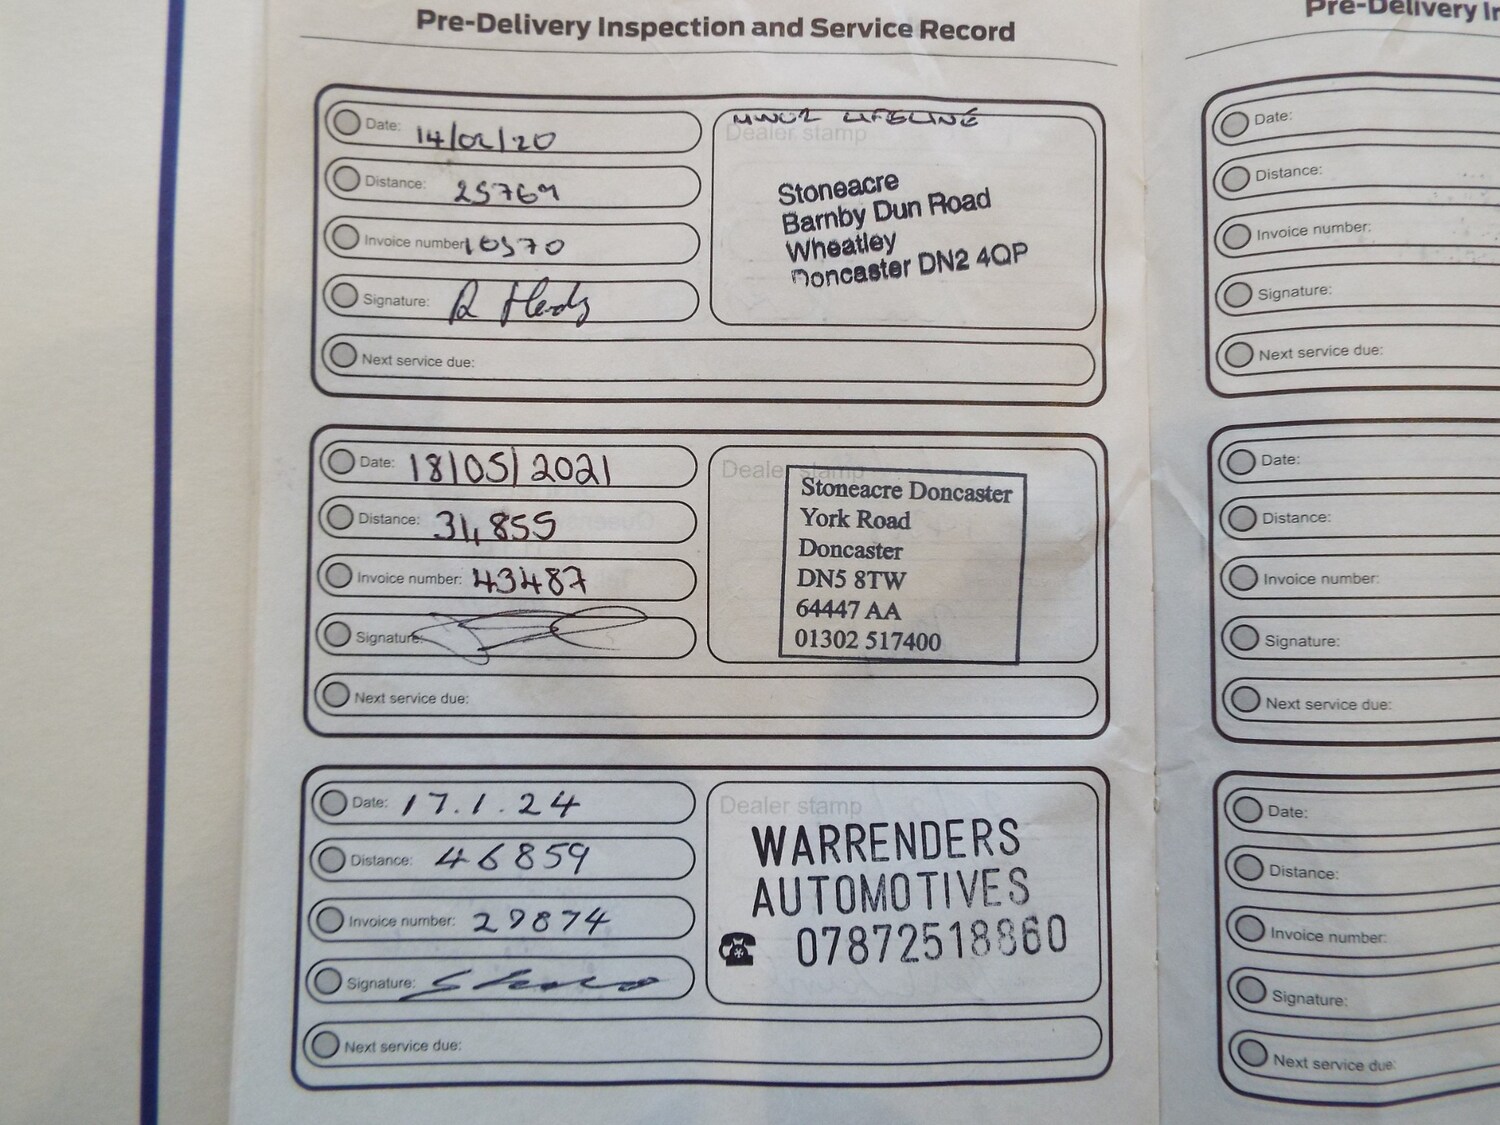 Pre-Delivery Inspection and Service Record
Date: 14/02/20
Distance: 25769
Invoice number: 10570
Signature:
Next service due:
MINOR LIFELINE
Dealer stamp
Stoneacre
Barnby Dun Road
Wheatley
Doncaster DN2 4QP
Date: 18/05/2021
Distance: 31,855
Invoice number: 43487
Signature:
Next service due:
Dealer stamp
Stoneacre Doncaster
York Road
Doncaster
DN5 8TW
64447 AA
01302 517400
Date: 17.1.24
Distance: 46859
Invoice number: 29874
Signature:
Next service due:
Dealer stamp
WARRENDERS
AUTOMOTIVES
☎ 07872518860
Pre-Delivery
Date:
Distance:
Invoice number:
Signature:
Next service due:
Date:
Distance:
Invoice number:
Signature:
Next service due:
Date:
Distance:
Invoice number:
Signature:
Next service due: